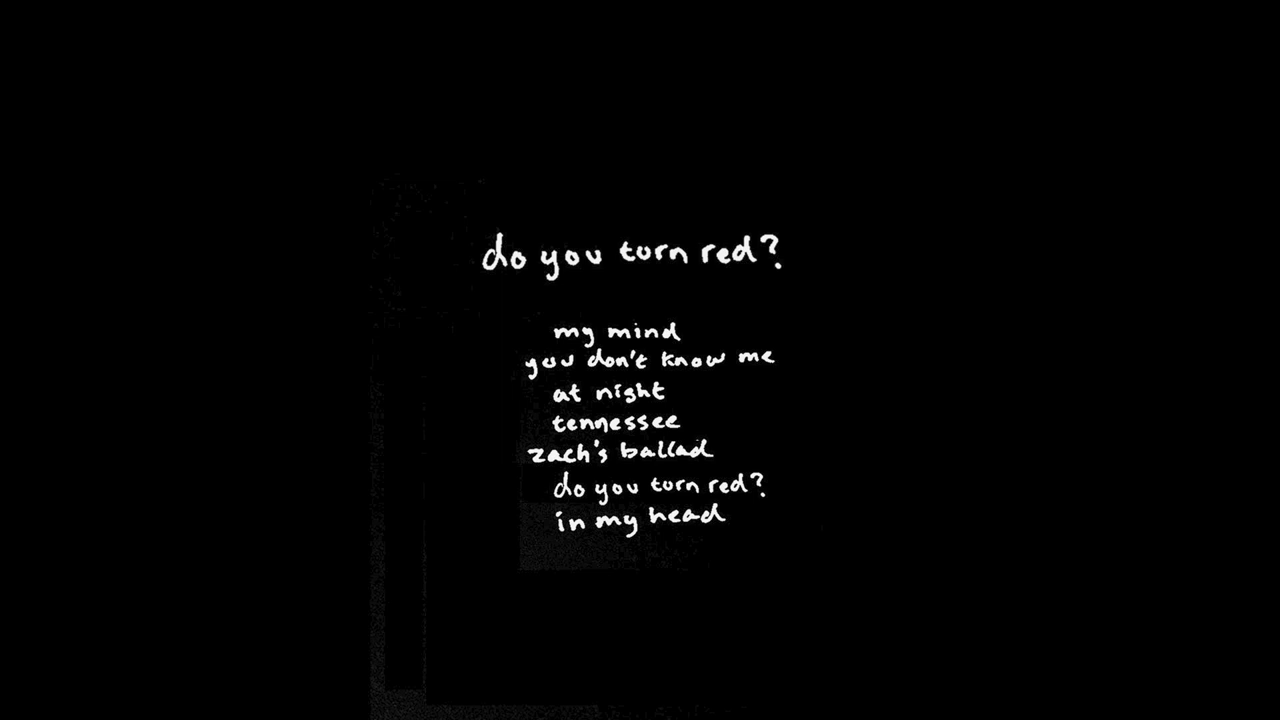 do you turn red?
my mind
you don't know me
at night
tennessee
zach's ballad
do you turn red?
in my head